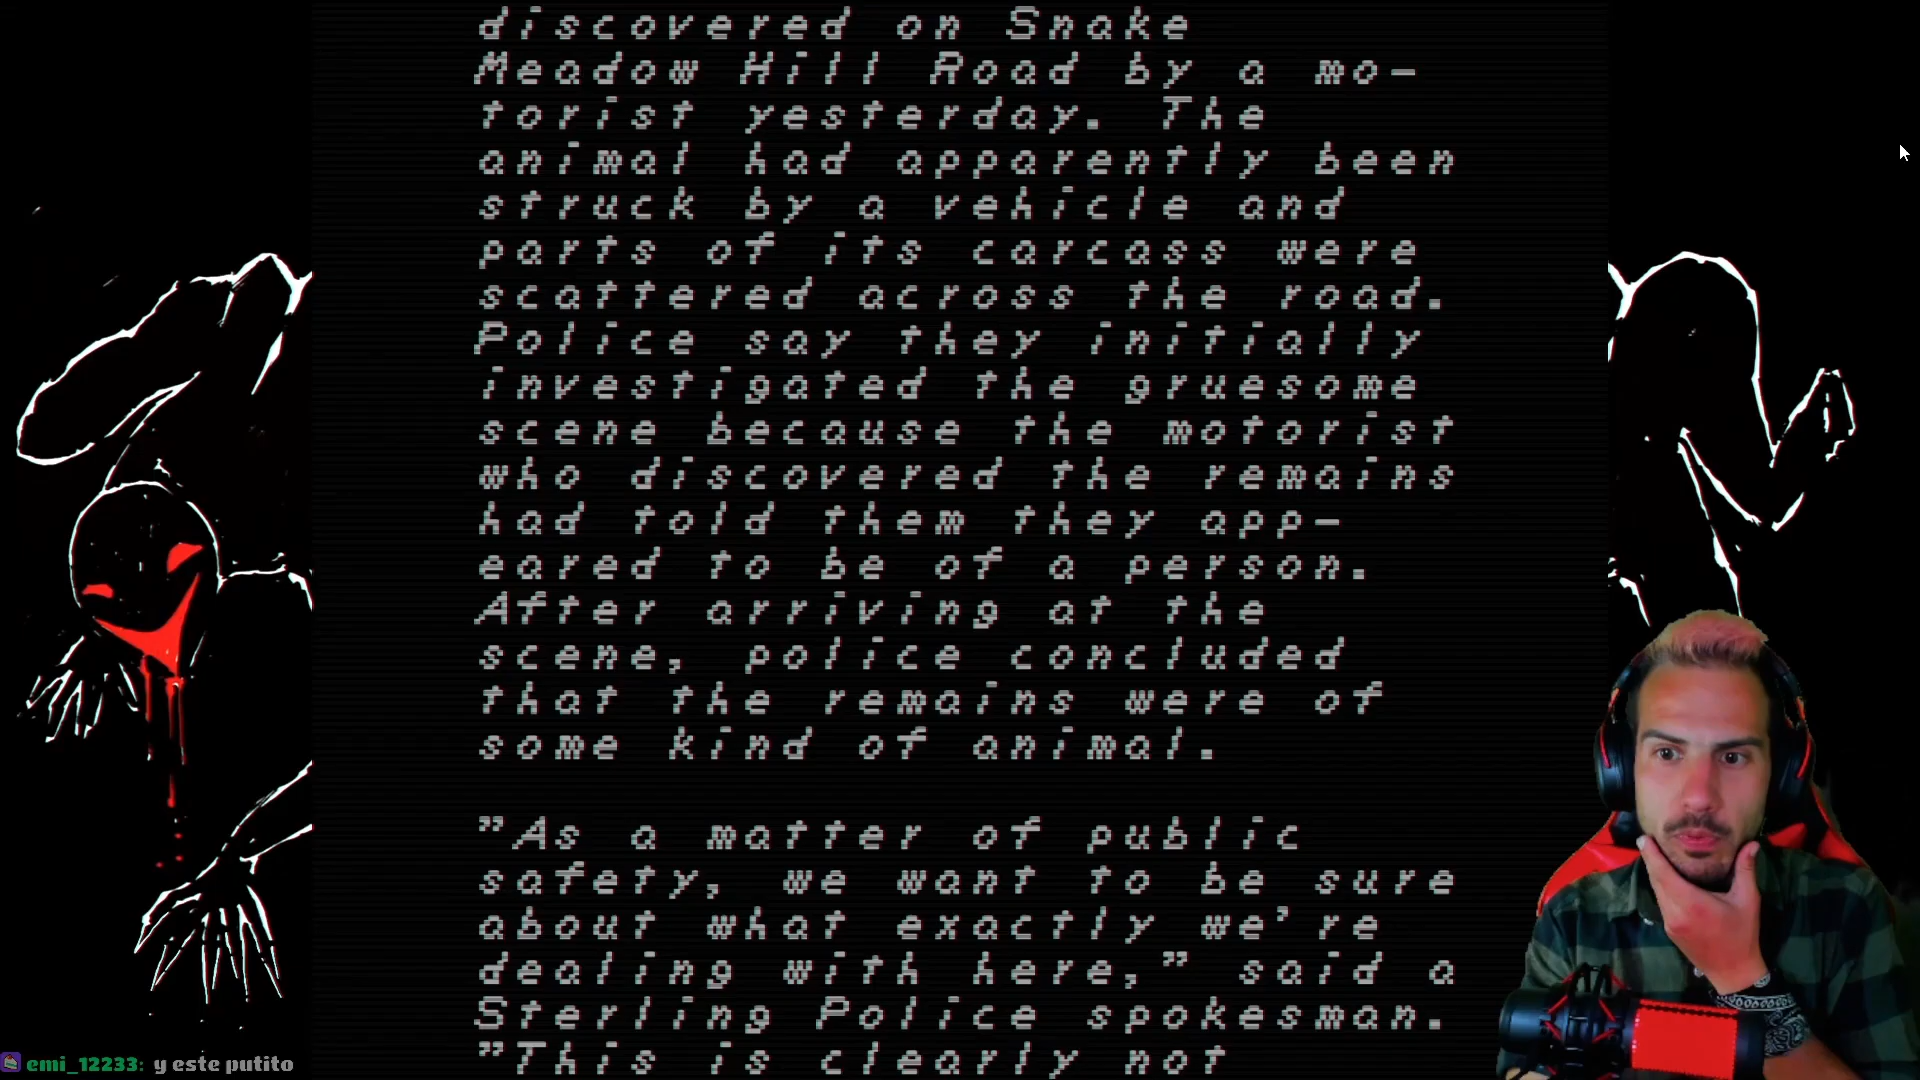 discovered on Snake
Meadow Hill Road by a mo-
torist yesterday. The
animal had apparently been
struck by a vehicle and
parts of its carcass were
scattered across the road.
Police say they initially
investigated the gruesome
scene because the motorist
who discovered the remains
had told them they app-
eared to be of a person.
After arriving at the
scene, police concluded
that the remains were of
some kind of animal.
"As a matter of public
safety, we want to be sure
about what exactly we're
dealing with here," said a
Sterling Police spokesman.
"This is clearly not
emi_12233: y este putito